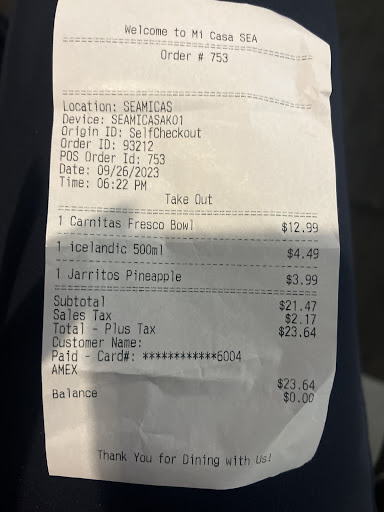 Welcome to Mi Casa SEA
Order # 753
Location: SEAMICAS
Device: SEAMICASAK01
Origin ID: SelfCheckout
Order ID: 93212
POS Order Id: 753
Date: 09/26/2023
Time: 06:22 PM
Take Out
1 Carnitas Fresco Bowl $12.99
1 icelandic 500ml $4.49
1 Jarritos Pineapple $3.99
Subtotal $21.47
Sales Tax $2.17
Total - Plus Tax $23.64
Customer Name:
Paid - Card#: ************6004
AMEX $23.64
Balance $0.00
Thank You for Dining with Us!